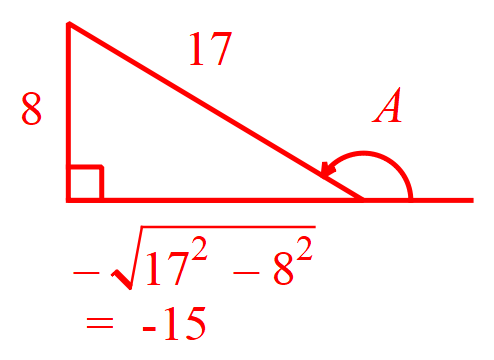 17
8
A
– √17² – 8²
= -15